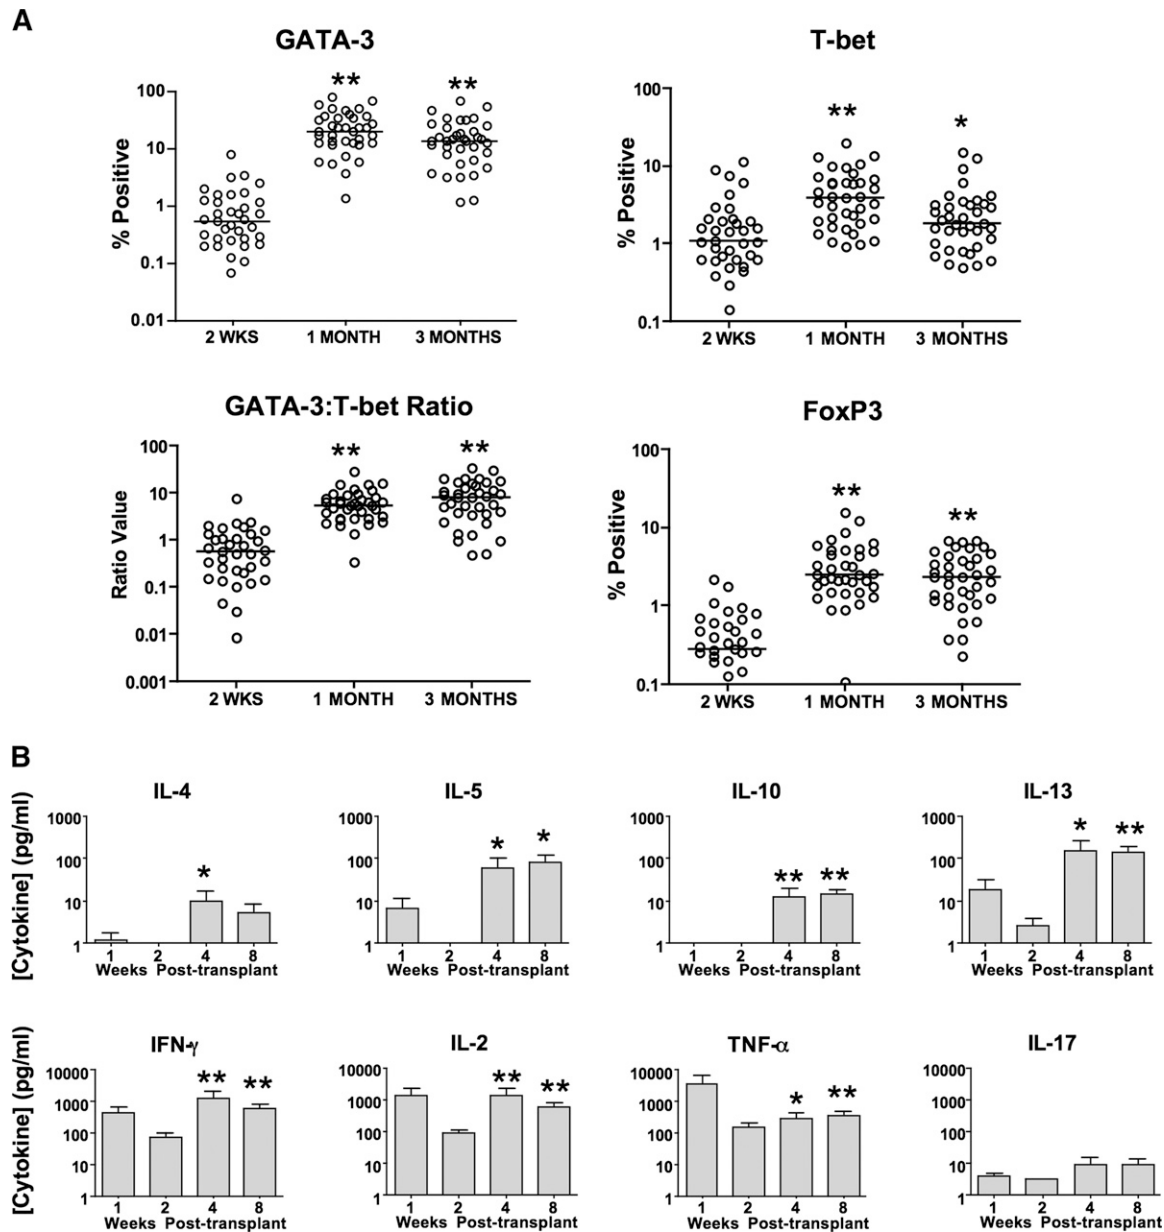 A
GATA-3
T-bet
% Positive
100
10
1
0.1
0.01
**
**
2 WKS 1 MONTH 3 MONTHS
% Positive
100
10
1
0.1
**
*
2 WKS 1 MONTH 3 MONTHS
GATA-3:T-bet Ratio
FoxP3
Ratio Value
100
10
1
0.1
0.01
0.001
**
**
2 WKS 1 MONTH 3 MONTHS
% Positive
100
10
1
0.1
**
**
2 WKS 1 MONTH 3 MONTHS
B
IL-4
IL-5
IL-10
IL-13
[Cytokine] (pg/ml)
1000
100
10
1
*
1 2 4 8
Weeks Post-transplant
1000
100
10
1
*
*
1 2 4 8
Weeks Post-transplant
1000
100
10
1
**
**
1 2 4 8
Weeks Post-transplant
1000
100
10
1
*
**
1 2 4 8
Weeks Post-transplant
IFN-γ
IL-2
TNF-α
IL-17
[Cytokine] (pg/ml)
10000
1000
100
10
1
**
**
1 2 4 8
Weeks Post-transplant
10000
1000
100
10
1
**
**
1 2 4 8
Weeks Post-transplant
10000
1000
100
10
1
*
**
1 2 4 8
Weeks Post-transplant
10000
1000
100
10
1
1 2 4 8
Weeks Post-transplant